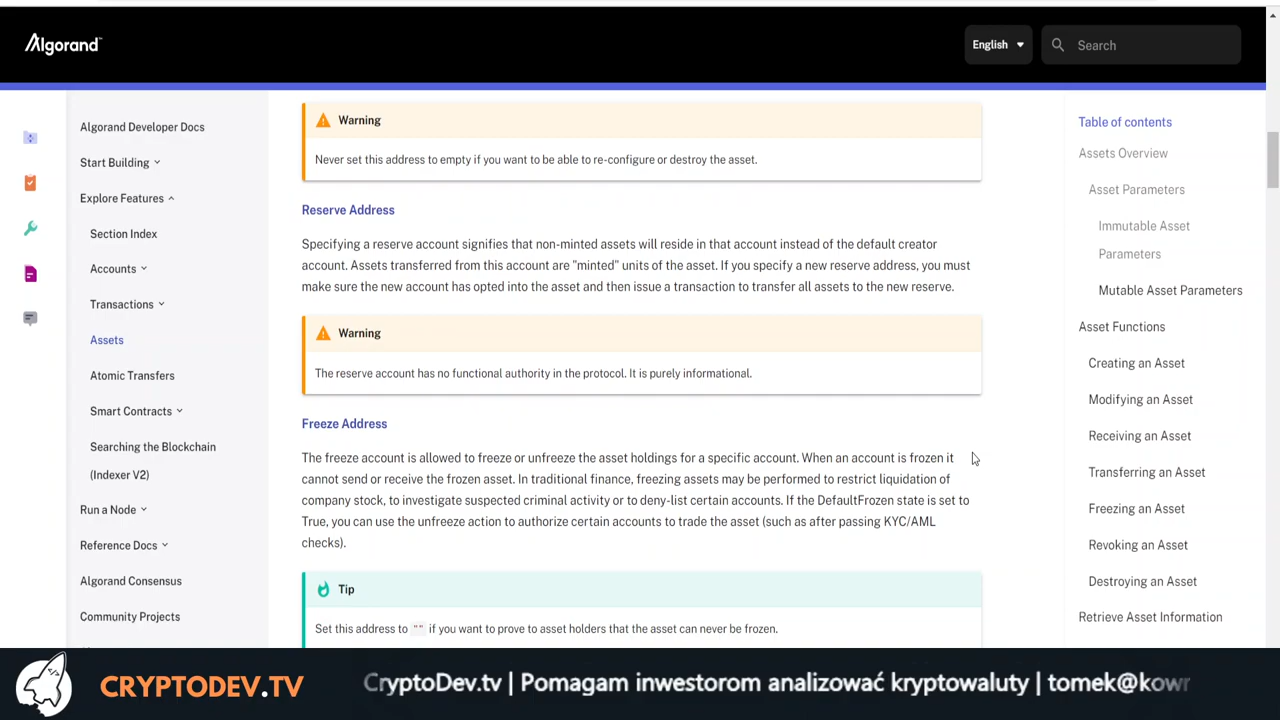 Algorand
English
Search
Algorand Developer Docs
Start Building
Explore Features
Section Index
Accounts
Transactions
Assets
Atomic Transfers
Smart Contracts
Searching the Blockchain
(Indexer V2)
Run a Node
Reference Docs
Algorand Consensus
Community Projects
Warning
Never set this address to empty if you want to be able to re-configure or destroy the asset.
Reserve Address
Specifying a reserve account signifies that non-minted assets will reside in that account instead of the default creator
account. Assets transferred from this account are "minted" units of the asset. If you specify a new reserve address, you must
make sure the new account has opted into the asset and then issue a transaction to transfer all assets to the new reserve.
Warning
The reserve account has no functional authority in the protocol. It is purely informational.
Freeze Address
The freeze account is allowed to freeze or unfreeze the asset holdings for a specific account. When an account is frozen it
cannot send or receive the frozen asset. In traditional finance, freezing assets may be performed to restrict liquidation of
company stock, to investigate suspected criminal activity or to deny-list certain accounts. If the DefaultFrozen state is set to
True, you can use the unfreeze action to authorize certain accounts to trade the asset (such as after passing KYC/AML
checks).
Tip
Set this address to "" if you want to prove to asset holders that the asset can never be frozen.
Table of contents
Assets Overview
Asset Parameters
Immutable Asset
Parameters
Mutable Asset Parameters
Asset Functions
Creating an Asset
Modifying an Asset
Receiving an Asset
Transferring an Asset
Freezing an Asset
Revoking an Asset
Destroying an Asset
Retrieve Asset Information
CRYPTODEV.TV
CryptoDev.tv | Pomagam inwestorom analizować kryptowaluty | tomek@kowr